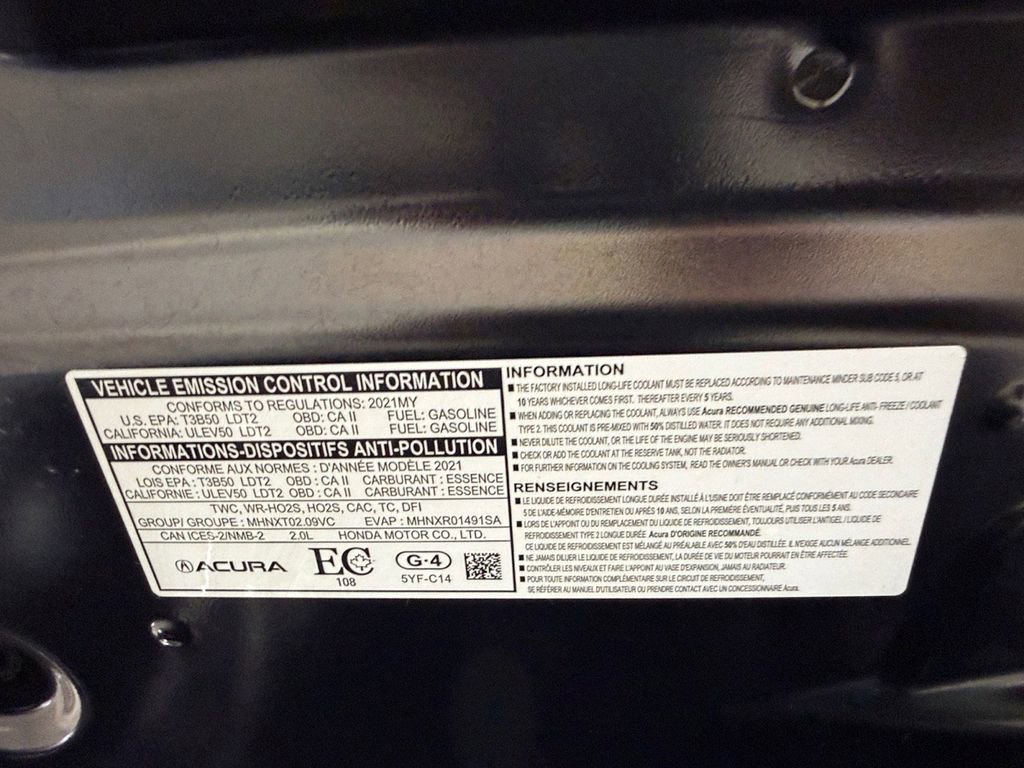 VEHICLE EMISSION CONTROL INFORMATION
CONFORMS TO REGULATIONS: 2021MY
U.S. EPA: T3B50 LDT2 OBD: CA II FUEL: GASOLINE
CALIFORNIA: ULEV50 LDT2 OBD: CA II FUEL: GASOLINE
INFORMATIONS-DISPOSITIFS ANTI-POLLUTION
CONFORME AUX NORMES : D'ANNÉE MODÈLE 2021
LOIS EPA : T3B50 LDT2 OBD : CA II CARBURANT : ESSENCE
CALIFORNIE : ULEV50 LDT2 OBD : CA II CARBURANT : ESSENCE
TWC, WR-HO2S, HO2S, CAC, TC, DFI
GROUP/ GROUPE : MHNXT02.09VC EVAP : MHNXR01491SA
CAN ICES-2/NMB-2 2.0L HONDA MOTOR CO., LTD.
ACURA EC 108 G-4 5YF-C14
INFORMATION
■ THE FACTORY INSTALLED LONG-LIFE COOLANT MUST BE REPLACED ACCORDING TO MAINTENANCE MINDER SUB CODE 5, OR AT
10 YEARS WHICHEVER COMES FIRST. THEREAFTER EVERY 5 YEARS.
■ WHEN ADDING OR REPLACING THE COOLANT, ALWAYS USE Acura RECOMMENDED GENUINE LONG-LIFE ANTI- FREEZE / COOLANT
TYPE 2. THIS COOLANT IS PRE-MIXED WITH 50% DISTILLED WATER. IT DOES NOT REQUIRE ANY ADDITIONAL MIXING.
■ NEVER DILUTE THE COOLANT, OR THE LIFE OF THE ENGINE MAY BE SERIOUSLY SHORTENED.
■ CHECK OR ADD THE COOLANT AT THE RESERVE TANK, NOT THE RADIATOR.
■ FOR FURTHER INFORMATION ON THE COOLING SYSTEM, READ THE OWNER'S MANUAL OR CHECK WITH YOUR Acura DEALER.
RENSEIGNEMENTS
■ LE LIQUIDE DE REFROIDISSEMENT LONGUE DURÉE INSTALLÉ À L'USINE DOIT ÊTRE REMPLACÉ CONFORMÉMENT AU CODE SECONDAIRE
5 DE L'AIDE-MÉMOIRE D'ENTRETIEN OU APRÈS 10 ANS, SELON LA PREMIÈRE ÉVENTUALITÉ, PUIS TOUS LES 5 ANS.
■ LORS DE L'APPOINT OU DU REMPLACEMENT DU LIQUIDE DE REFROIDISSEMENT, TOUJOURS UTILISER L'ANTIGEL / LIQUIDE DE
REFROIDISSEMENT TYPE 2 LONGUE DURÉE Acura D'ORIGINE RECOMMANDÉ.
CE LIQUIDE DE REFROIDISSEMENT EST MÉLANGÉ AU PRÉALABLE AVEC 50% D'EAU DISTILLÉE. IL N'EXIGE AUCUN MÉLANGE ADDITIONNEL.
■ NE JAMAIS DILUER LE LIQUIDE DE REFROIDISSEMENT, LA DURÉE DE VIE DU MOTEUR POURRAIT EN ÊTRE AFFECTÉE.
■ CONTRÔLER LES NIVEAUX ET FAIRE L'APPOINT AU VASE D'EXPANSION, JAMAIS AU RADIATEUR.
■ POUR TOUTE INFORMATION COMPLÉMENTAIRE SUR LE CIRCUIT DE REFROIDISSEMENT,
SE RÉFÉRER AU MANUEL D'UTILISATEUR OU PRENDRE CONTACT AVEC UN CONCESSIONNAIRE Acura.